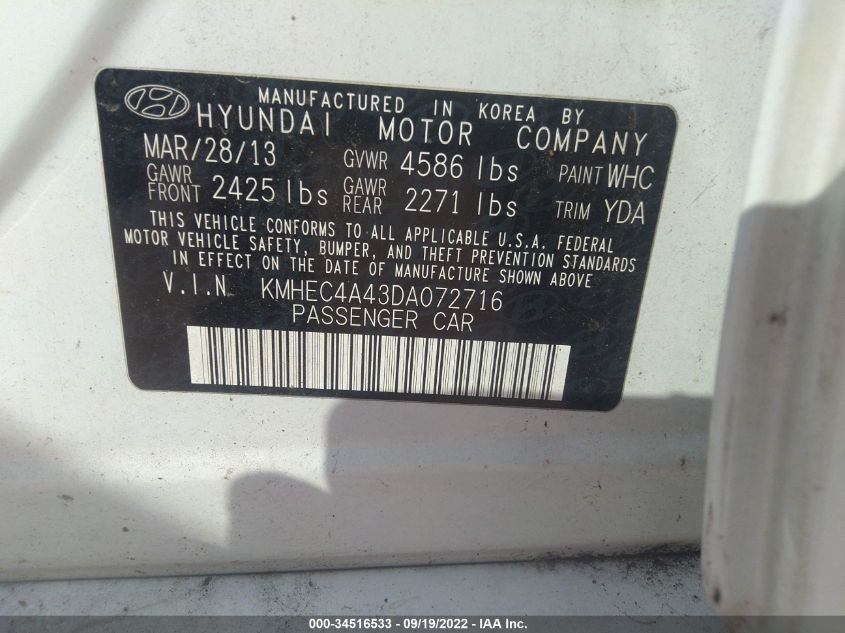 MANUFACTURED IN KOREA BY
HYUNDAI MOTOR COMPANY
MAR/28/13 GVWR 4586 lbs PAINT WHC
GAWR FRONT 2425 lbs GAWR REAR 2271 lbs TRIM YDA
THIS VEHICLE CONFORMS TO ALL APPLICABLE U.S.A. FEDERAL
MOTOR VEHICLE SAFETY, BUMPER, AND THEFT PREVENTION STANDARDS
IN EFFECT ON THE DATE OF MANUFACTURE SHOWN ABOVE
V.I.N KMHEC4A43DA072716
PASSENGER CAR
000-34516533 - 09/19/2022 - IAA Inc.